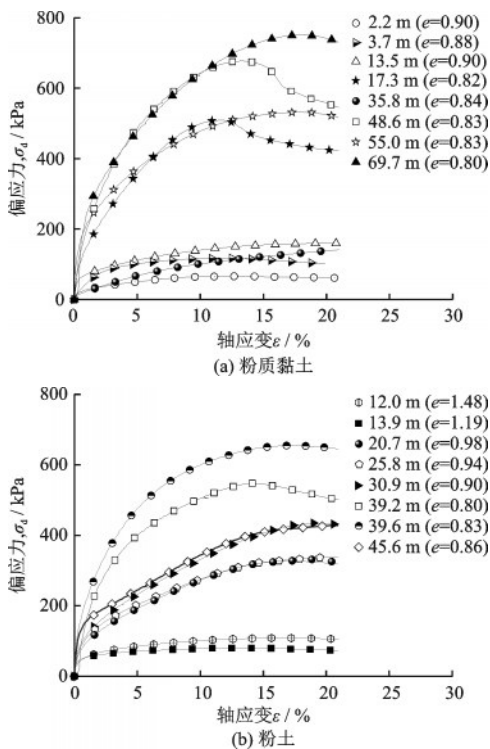 800
600
400
200
0
偏应力,σd / kPa
2.2 m (e=0.90)
3.7 m (e=0.88)
13.5 m (e=0.90)
17.3 m (e=0.82)
35.8 m (e=0.84)
48.6 m (e=0.83)
55.0 m (e=0.83)
69.7 m (e=0.80)
0 5 10 15 20 25 30
轴应变ε / %
(a) 粉质黏土
800
600
400
200
0
偏应力,σd / kPa
12.0 m (e=1.48)
13.9 m (e=1.19)
20.7 m (e=0.98)
25.8 m (e=0.94)
30.9 m (e=0.90)
39.2 m (e=0.80)
39.6 m (e=0.83)
45.6 m (e=0.86)
0 5 10 15 20 25 30
轴应变ε / %
(b) 粉土